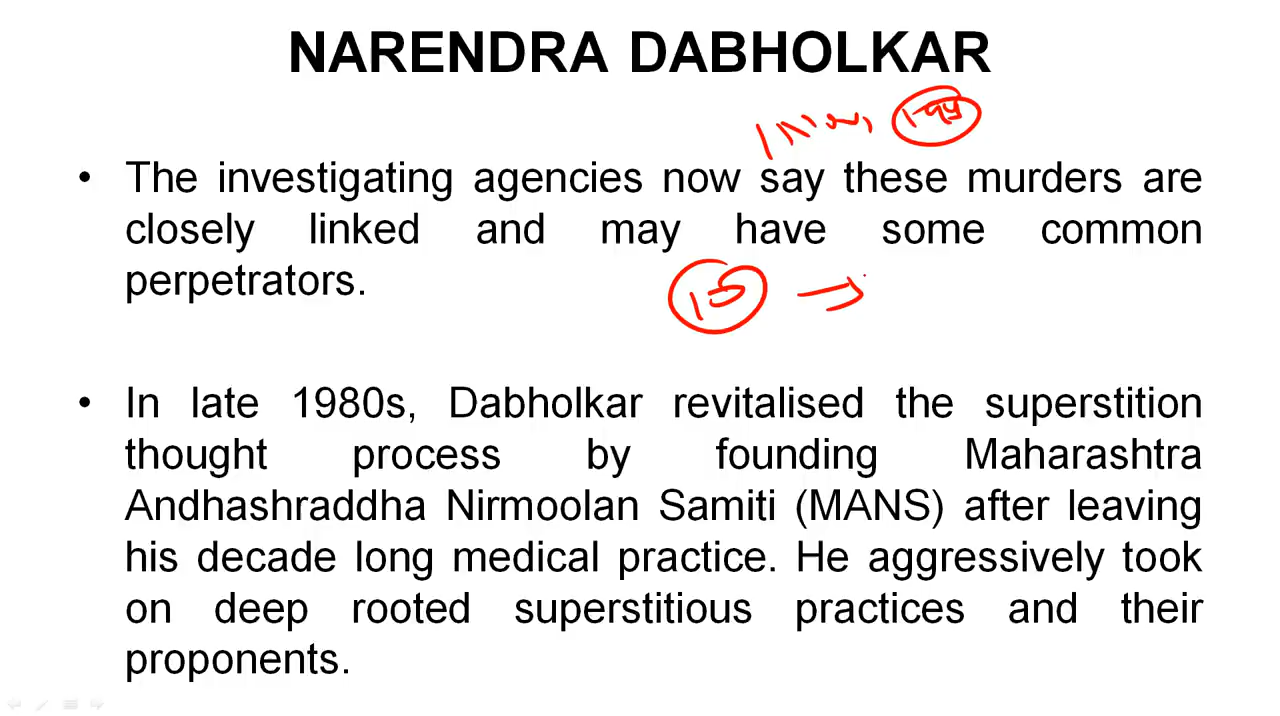 NARENDRA DABHOLKAR
• The investigating agencies now say these murders are
closely linked and may have some common
perpetrators.
• In late 1980s, Dabholkar revitalised the superstition
thought process by founding Maharashtra
Andhashraddha Nirmoolan Samiti (MANS) after leaving
his decade long medical practice. He aggressively took
on deep rooted superstitious practices and their
proponents.